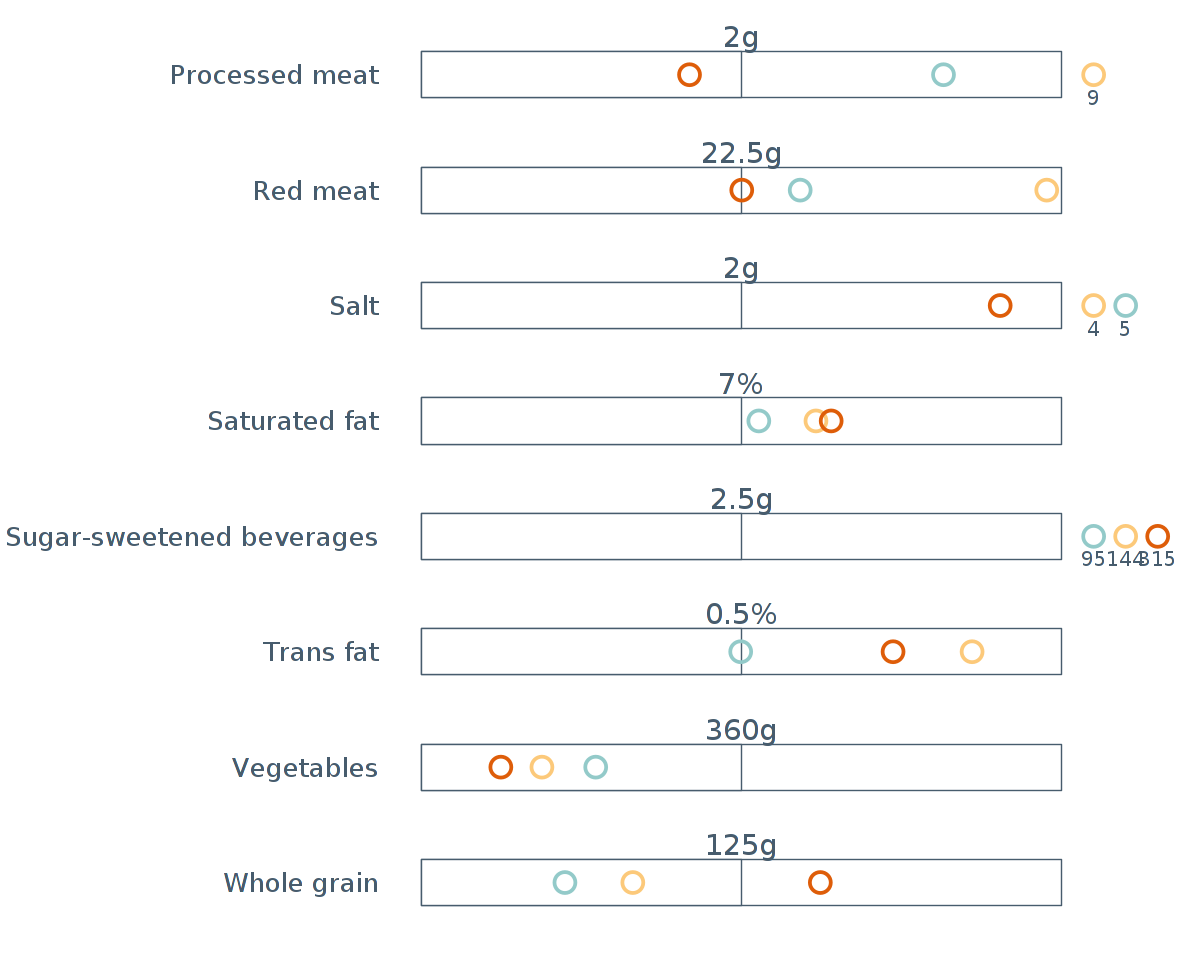 2g
Processed meat
9
22.5g
Red meat
2g
Salt
4 5
7%
Saturated fat
2.5g
Sugar-sweetened beverages
95 144 315
0.5%
Trans fat
360g
Vegetables
125g
Whole grain